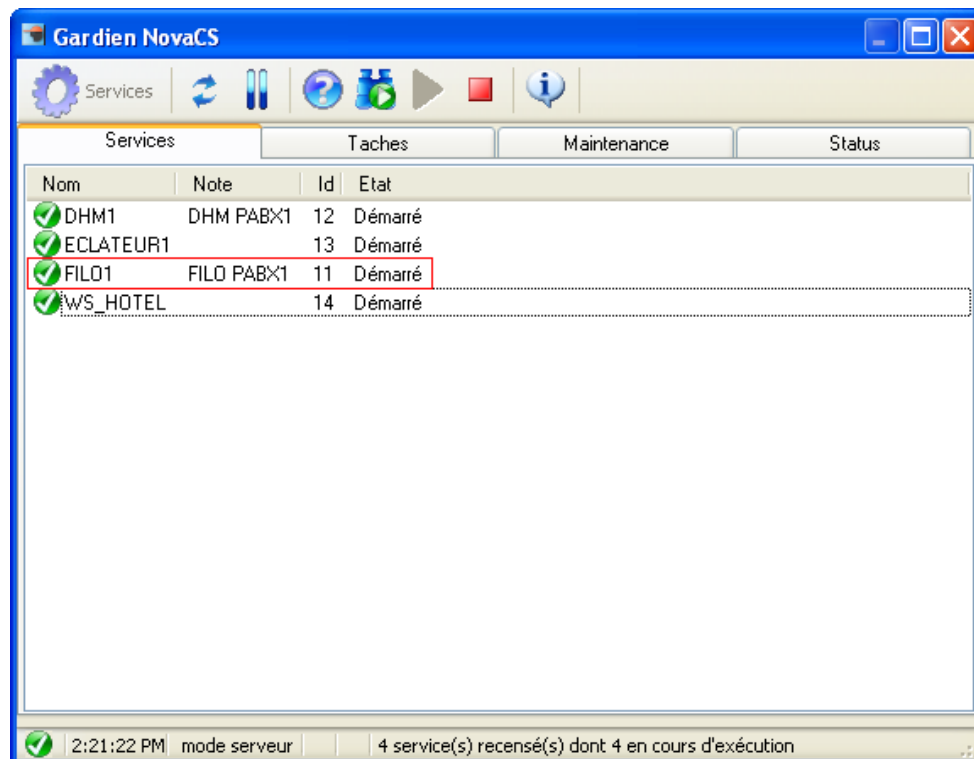 Gardien NovaCS
Services
Services Taches Maintenance Status
Nom Note Id Etat
DHM1 DHM PABX1 12 Démarré
ECLATEUR1 13 Démarré
FILO1 FILO PABX1 11 Démarré
WS_HOTEL 14 Démarré
2:21:22 PM mode serveur 4 service(s) recensé(s) dont 4 en cours d'exécution